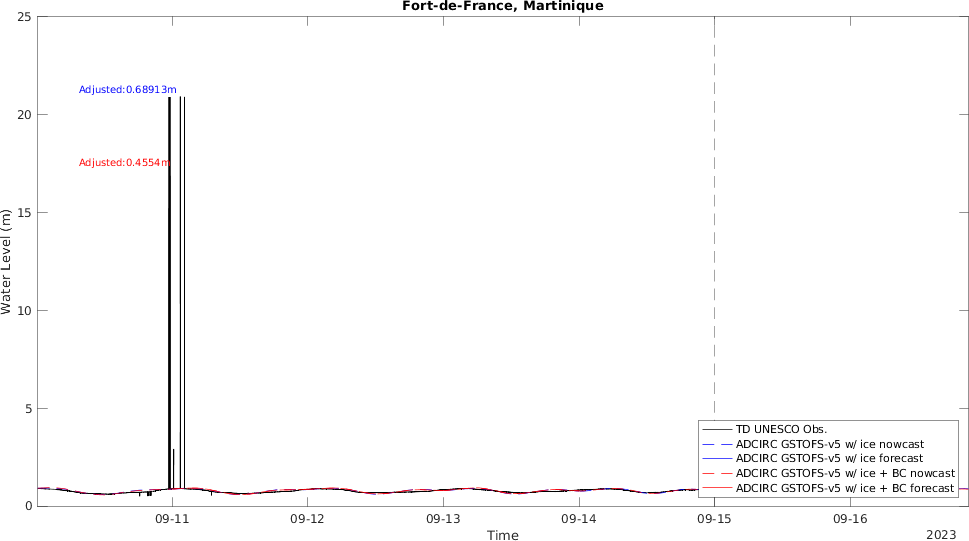 Fort-de-France, Martinique
25
20
15
10
5
0
Water Level (m)
Adjusted:0.68913m
Adjusted:0.4554m
TD UNESCO Obs.
ADCIRC GSTOFS-v5 w/ ice nowcast
ADCIRC GSTOFS-v5 w/ ice forecast
ADCIRC GSTOFS-v5 w/ ice + BC nowcast
ADCIRC GSTOFS-v5 w/ ice + BC forecast
09-11
09-12
09-13
09-14
09-15
09-16
Time
2023